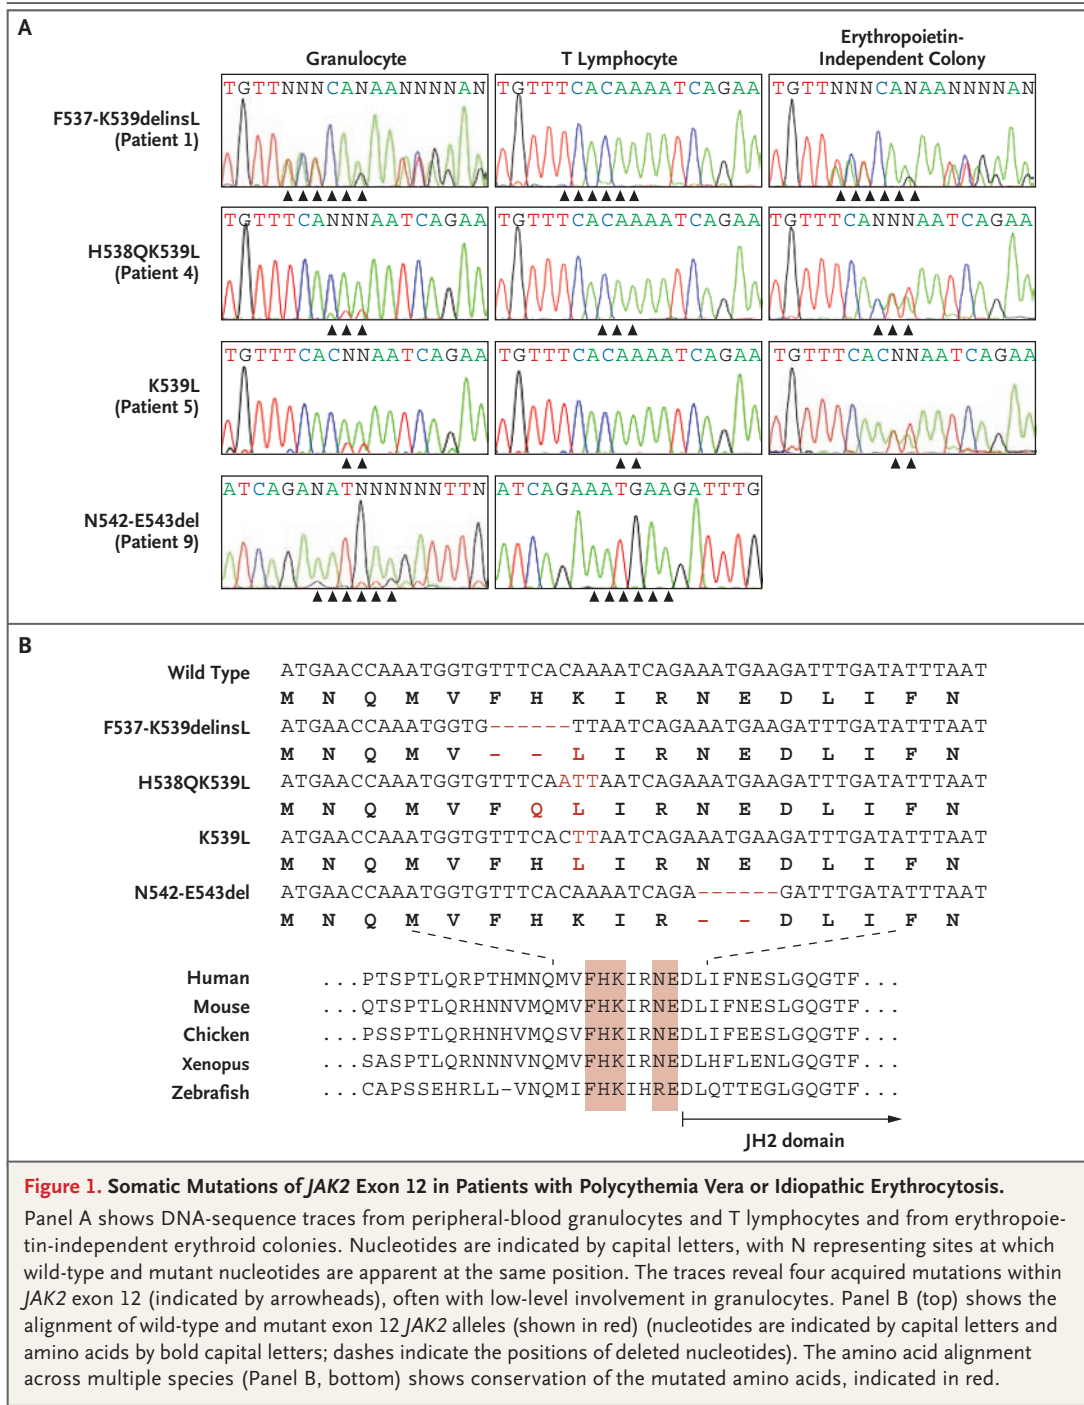 A
Granulocyte
T Lymphocyte
Erythropoietin-
Independent Colony
F537-K539delinsL
(Patient 1)
TGTTNNNCANAANNNNAN
TGTTTCACAAAATCAGAA
TGTTNNNCANAANNNNAN
H538QK539L
(Patient 4)
TGTTTCANNNAATCAGAA
TGTTTCACAAAATCAGAA
TGTTTCANNNAATCAGAA
K539L
(Patient 5)
TGTTTCACNNAATCAGAA
TGTTTCACAAAATCAGAA
TGTTTCACNNAATCAGAA
N542-E543del
(Patient 9)
ATCAGANATNNNNNNTTN
ATCAGAAATGAAGATTTG
B
Wild Type ATGAACCAAATGGTGTTTCACAAAATCAGAAATGAAGATTTGATATTTAAT
M N Q M V F H K I R N E D L I F N
F537-K539delinsL ATGAACCAAATGGTG------TTAATCAGAAATGAAGATTTGATATTTAAT
M N Q M V - - L I R N E D L I F N
H538QK539L ATGAACCAAATGGTGTTTCAATTAATCAGAAATGAAGATTTGATATTTAAT
M N Q M V F Q L I R N E D L I F N
K539L ATGAACCAAATGGTGTTTCACTTAATCAGAAATGAAGATTTGATATTTAAT
M N Q M V F H L I R N E D L I F N
N542-E543del ATGAACCAAATGGTGTTTCACAAAATCAGA------GATTTGATATTTAAT
M N Q M V F H K I R - - D L I F N
Human ...PTSPTLQRPTHMNQMVFHKIRNEDLIFNESLGQGTF...
Mouse ...QTSPTLQRHNNVMQMVFHKIRNEDLIFNESLGQGTF...
Chicken ...PSSPTLQRHNHVMQSVFHKIRNEDLIFEESLGQGTF...
Xenopus ...SASPTLQRNNNVNQMVFHKIRNEDLHFLENLGQGTF...
Zebrafish ...CAPSSEHRLL-VNQMIFHKIHREDLQTTEGLGQGTF...
JH2 domain
Figure 1. Somatic Mutations of JAK2 Exon 12 in Patients with Polycythemia Vera or Idiopathic Erythrocytosis.
Panel A shows DNA-sequence traces from peripheral-blood granulocytes and T lymphocytes and from erythropoie-
tin-independent erythroid colonies. Nucleotides are indicated by capital letters, with N representing sites at which
wild-type and mutant nucleotides are apparent at the same position. The traces reveal four acquired mutations within
JAK2 exon 12 (indicated by arrowheads), often with low-level involvement in granulocytes. Panel B (top) shows the
alignment of wild-type and mutant exon 12 JAK2 alleles (shown in red) (nucleotides are indicated by capital letters and
amino acids by bold capital letters; dashes indicate the positions of deleted nucleotides). The amino acid alignment
across multiple species (Panel B, bottom) shows conservation of the mutated amino acids, indicated in red.